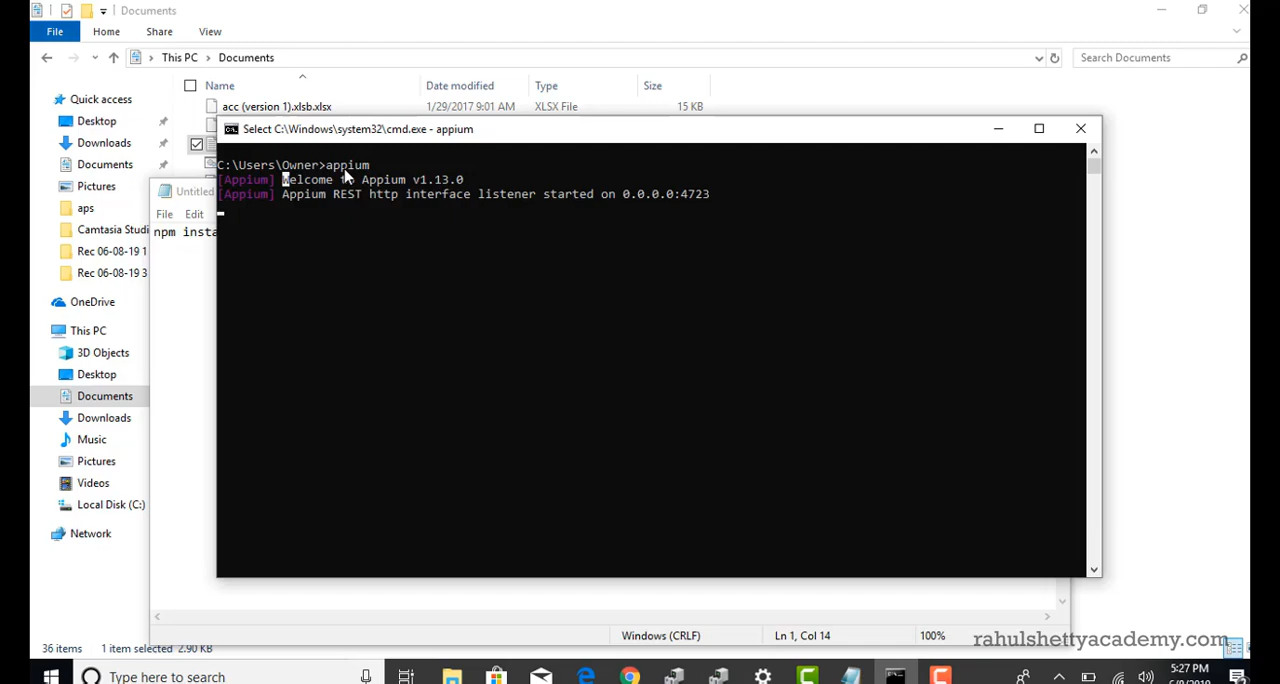 Documents
File Home Share View
This PC > Documents
Search Documents
Name Date modified Type Size
Quick access
Desktop
Downloads
Documents
Pictures
aps
Camtasia Studi
Rec 06-08-19 1
Rec 06-08-19 3
OneDrive
This PC
3D Objects
Desktop
Documents
Downloads
Music
Pictures
Videos
Local Disk (C:)
Network
acc (version 1).xlsb.xlsx 1/29/2017 9:01 AM XLSX File 15 KB
Select C:\Windows\system32\cmd.exe - appium
C:\Users\Owner>appium
[Appium] Welcome to Appium v1.13.0
[Appium] Appium REST http interface listener started on 0.0.0.0:4723
Untitled
File Edit
npm insta
Windows (CRLF) Ln 1, Col 14 100%
rahulshettyacademy.com
36 items 1 item selected 2.90 KB
Type here to search
5:27 PM